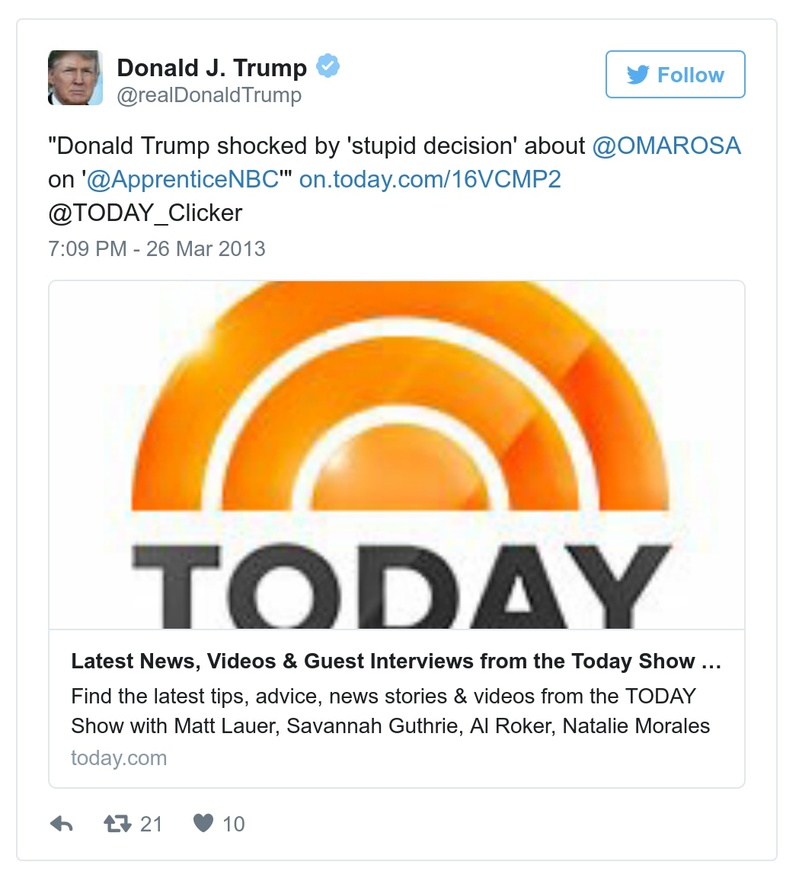 Donald J. Trump
@realDonaldTrump
Follow
"Donald Trump shocked by 'stupid decision' about @OMAROSA
on '@ApprenticeNBC'" on.today.com/16VCMP2
@TODAY_Clicker
7:09 PM - 26 Mar 2013
TODAY
Latest News, Videos & Guest Interviews from the Today Show ...
Find the latest tips, advice, news stories & videos from the TODAY
Show with Matt Lauer, Savannah Guthrie, Al Roker, Natalie Morales
today.com
21 10